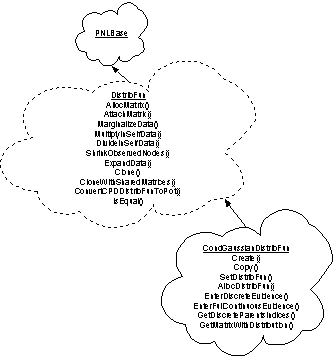 PNLBase
DistribFun
AllocMatrix()
AttachMatrix()
MarginalizeData()
MultiplyInSelfData()
DivideInSelfData()
ShrinkObservedNodes()
ExpandData()
Clone()
CloneWithSharedMatrices()
ConvertCPDDistribFunToPot()
IsEqual()
CondGaussianDistribFun
Create()
Copy()
SetDistribFun()
AllocDistribFun()
EnterDiscreteEvidence()
EnterFullContinuousEvidence()
GetDiscreteParentsIndices()
GetMatrixWithDistribution()